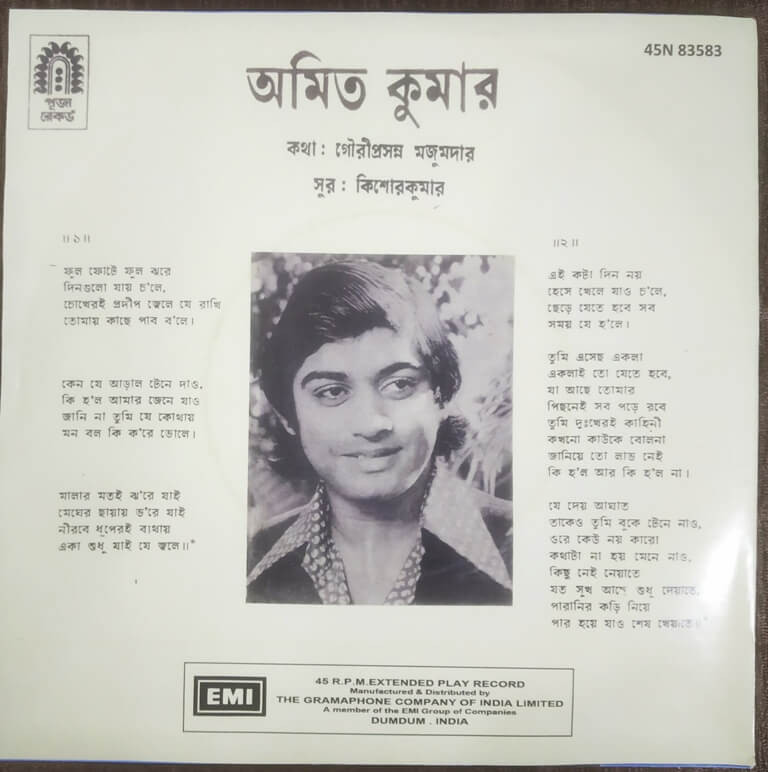 পূজা
রেকর্ড
45N 83583
অমিত কুমার
কথা : গৌরীপ্রসন্ন মজুমদার
সুর : কিশোরকুমার
॥১॥
ফুল ফোটে ফুল ঝরে
দিনগুলো যায় চ'লে,
চোখেরই প্রদীপ জ্বেলে যে রাখি
তোমায় কাছে পাব ব'লে।
কেন যে আড়াল টেনে দাও,
কি হ'ল আমার জেনে যাও
জানি না তুমি যে কোথায়
মন বল কি ক'রে ভোলে।
মালার মতই ঝ'রে যাই
মেঘের ছায়ায় ভ'রে যাই
নীরবে ধূপেরই ব্যথায়
একা শুধু যাই যে জ্বলে॥*
॥২॥
এই কটা দিন নয়
হেসে খেলে যাও চ'লে,
ছেড়ে যেতে হবে সব
সময় যে হ'লে।
তুমি এসেছ একলা
একলাই তো যেতে হবে,
যা আছে তোমার
পিছনেই সব পড়ে রবে
তুমি দুঃখেরই কাহিনী
কখনো কাউকে বোলনা
জানিয়ে তো লাভ নেই
কি হ'ল আর কি হ'ল না।
যে দেয় আঘাত
তাকেও তুমি বুকে টেনে নাও,
ওরে কেউ নয় কারো
কথাটা না হয় মেনে নাও,
কিছু নেই নেয়াতে
যত সুখ আছে শুধু দেয়াতে,
পারানির কড়ি নিয়ে
পার হয়ে যাও শেষ খেয়াতে॥*
EMI
45 R.P.M.EXTENDED PLAY RECORD
Manufactured & Distributed by
THE GRAMAPHONE COMPANY OF INDIA LIMITED
A member of the EMI Group of Companies
DUMDUM . INDIA